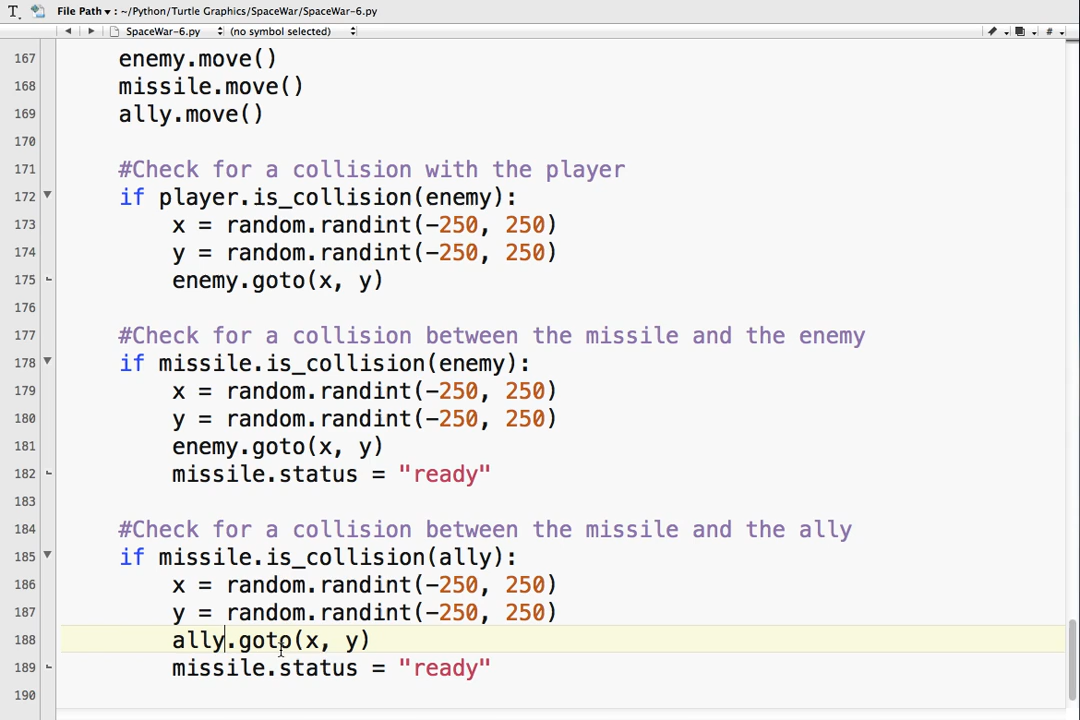 File Path ▾ : ~/Python/Turtle Graphics/SpaceWar/SpaceWar-6.py
SpaceWar-6.py (no symbol selected) #
167 enemy.move()
168 missile.move()
169 ally.move()
170
171 #Check for a collision with the player
172 if player.is_collision(enemy):
173 x = random.randint(-250, 250)
174 y = random.randint(-250, 250)
175 enemy.goto(x, y)
176
177 #Check for a collision between the missile and the enemy
178 if missile.is_collision(enemy):
179 x = random.randint(-250, 250)
180 y = random.randint(-250, 250)
181 enemy.goto(x, y)
182 missile.status = "ready"
183
184 #Check for a collision between the missile and the ally
185 if missile.is_collision(ally):
186 x = random.randint(-250, 250)
187 y = random.randint(-250, 250)
188 ally.goto(x, y)
189 missile.status = "ready"
190